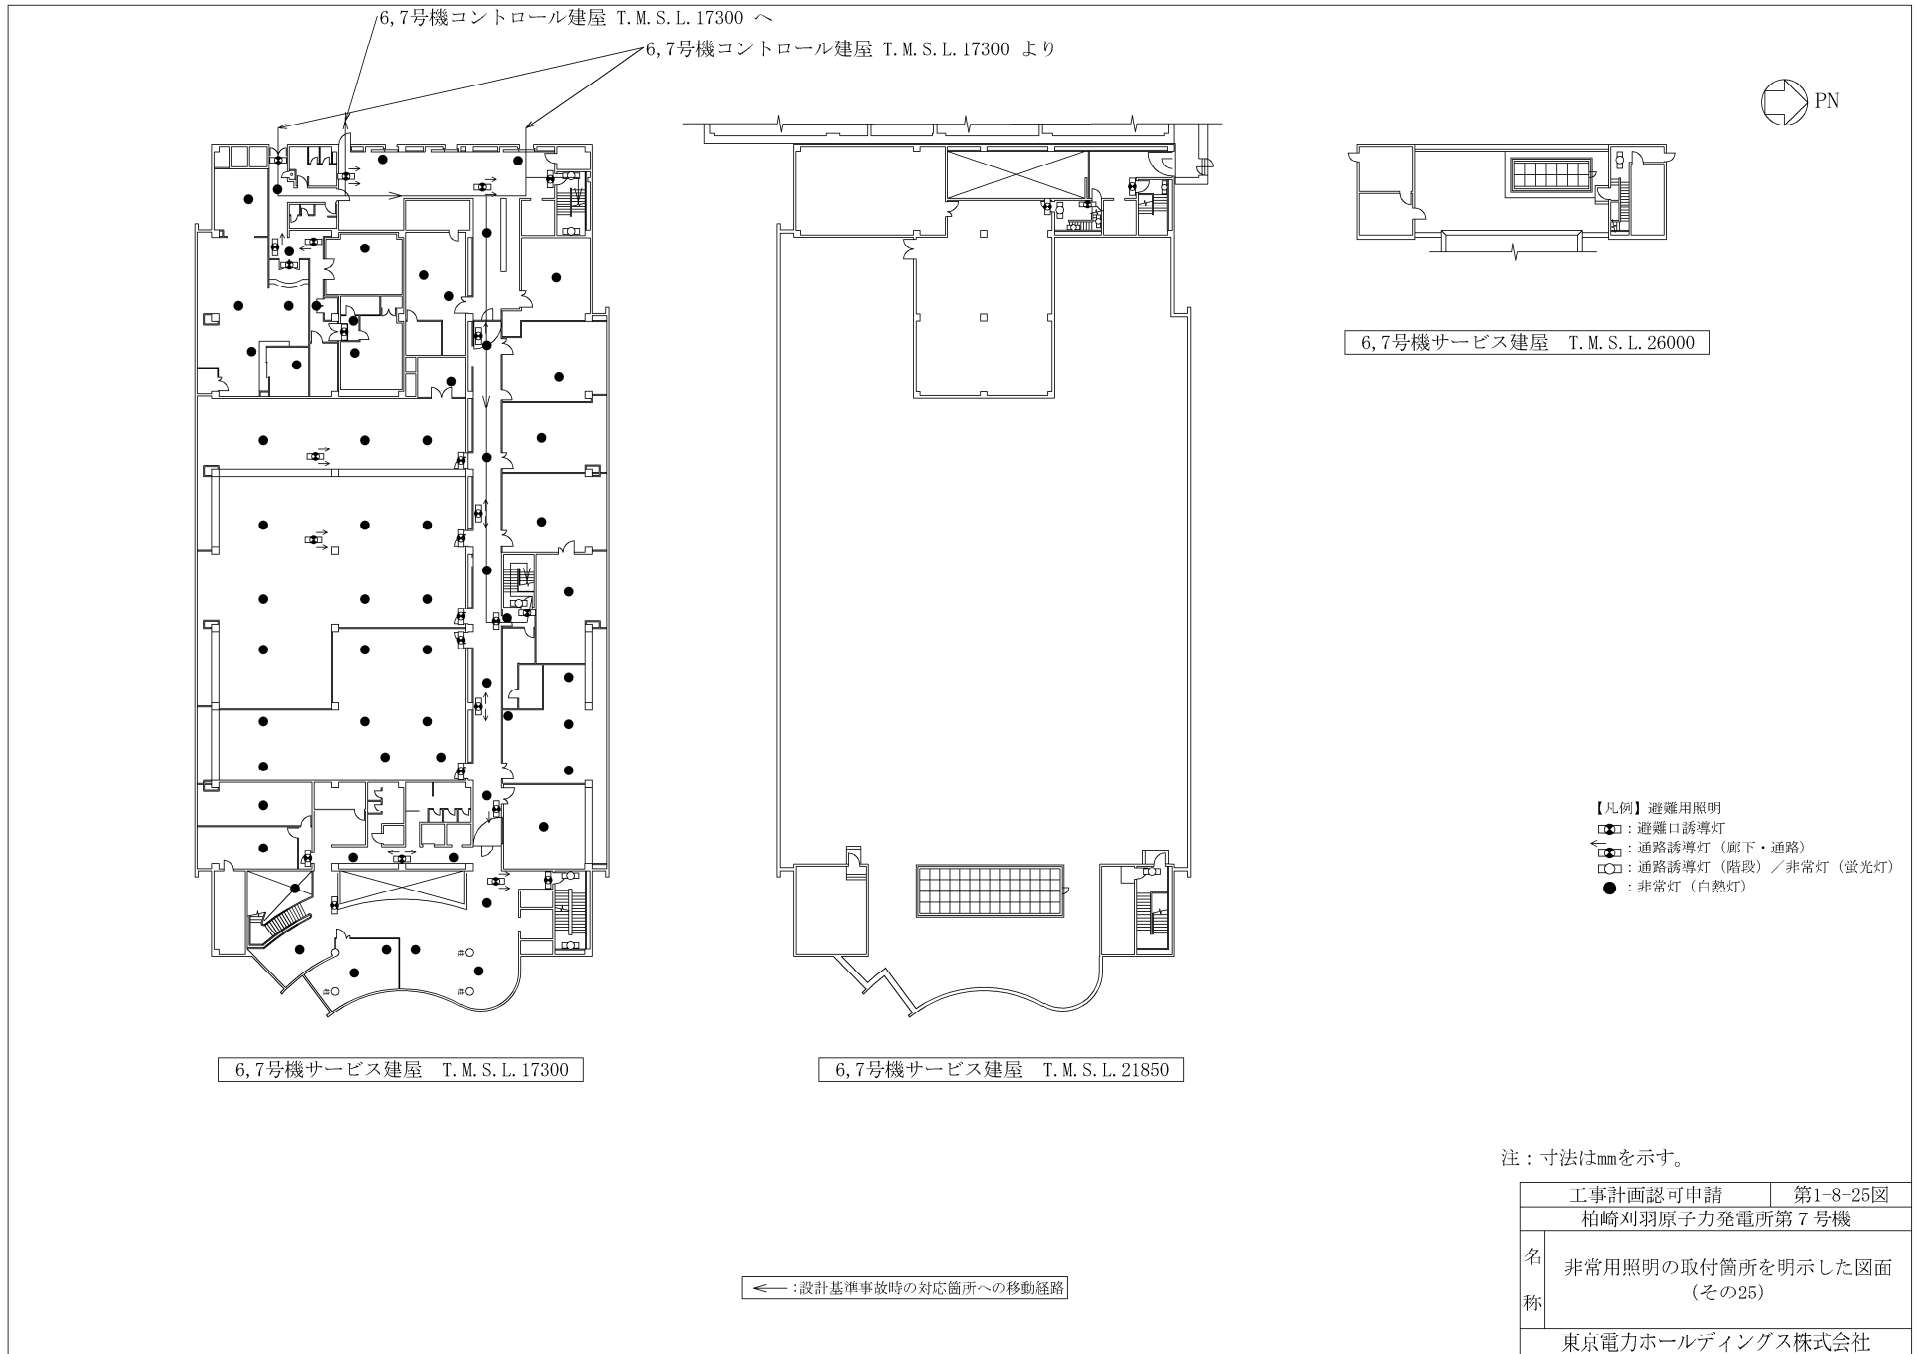 6,7号機コントロール建屋 T.M.S.L.17300 へ
6,7号機コントロール建屋 T.M.S.L.17300 より
PN
6,7号機サービス建屋　T.M.S.L.26000
【凡例】避難用照明
：避難口誘導灯
：通路誘導灯（廊下・通路）
：通路誘導灯（階段）／非常灯（蛍光灯）
：非常灯（白熱灯）
6,7号機サービス建屋　T.M.S.L.17300
6,7号機サービス建屋　T.M.S.L.21850
注：寸法はmmを示す。
工事計画認可申請　第1-8-25図
柏崎刈羽原子力発電所第７号機
名称
非常用照明の取付箇所を明示した図面
（その25）
東京電力ホールディングス株式会社
：設計基準事故時の対応箇所への移動経路